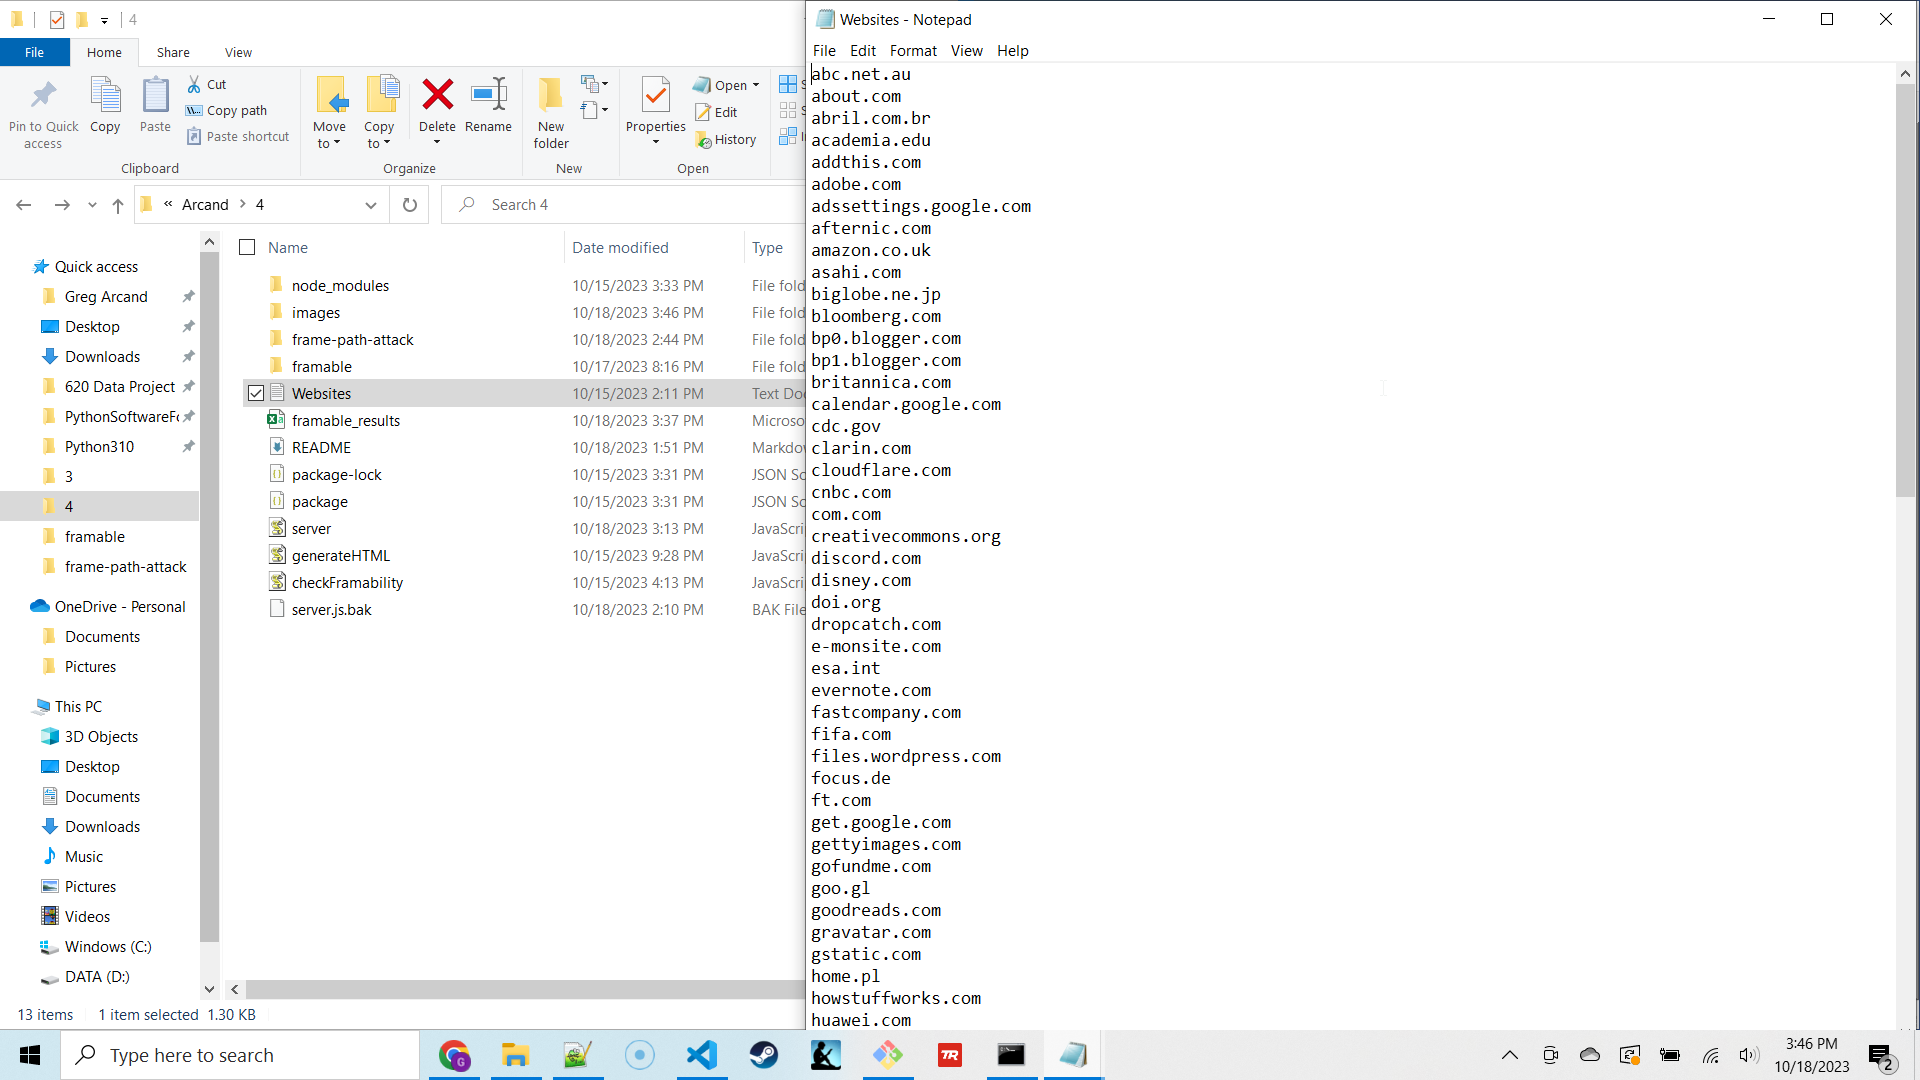 4
File
Home
Share
View
Pin to Quick access
Copy
Paste
Cut
Copy path
Paste shortcut
Clipboard
Move to
Copy to
Delete
Rename
Organize
New folder
New
Properties
Open
Edit
History
Open
« Arcand > 4
Search 4
Quick access
Greg Arcand
Desktop
Downloads
620 Data Project
PythonSoftwareFo
Python310
3
4
framable
frame-path-attack
OneDrive - Personal
Documents
Pictures
This PC
3D Objects
Desktop
Documents
Downloads
Music
Pictures
Videos
Windows (C:)
DATA (D:)
Name Date modified Type
node_modules 10/15/2023 3:33 PM File fold
images 10/18/2023 3:46 PM File fold
frame-path-attack 10/18/2023 2:44 PM File fold
framable 10/17/2023 8:16 PM File fold
Websites 10/15/2023 2:11 PM Text Doc
framable_results 10/18/2023 3:37 PM Microso
README 10/18/2023 1:51 PM Markdov
package-lock 10/15/2023 3:31 PM JSON So
package 10/15/2023 3:31 PM JSON So
server 10/18/2023 3:13 PM JavaScri
generateHTML 10/15/2023 9:28 PM JavaScri
checkFramability 10/15/2023 4:13 PM JavaScri
server.js.bak 10/18/2023 2:10 PM BAK File
13 items 1 item selected 1.30 KB
Websites - Notepad
File Edit Format View Help
abc.net.au
about.com
abril.com.br
academia.edu
addthis.com
adobe.com
adssettings.google.com
afternic.com
amazon.co.uk
asahi.com
biglobe.ne.jp
bloomberg.com
bp0.blogger.com
bp1.blogger.com
britannica.com
calendar.google.com
cdc.gov
clarin.com
cloudflare.com
cnbc.com
com.com
creativecommons.org
discord.com
disney.com
doi.org
dropcatch.com
e-monsite.com
esa.int
evernote.com
fastcompany.com
fifa.com
files.wordpress.com
focus.de
ft.com
get.google.com
gettyimages.com
gofundme.com
goo.gl
goodreads.com
gravatar.com
gstatic.com
home.pl
howstuffworks.com
huawei.com
Type here to search
G
TR
3:46 PM
10/18/2023
2